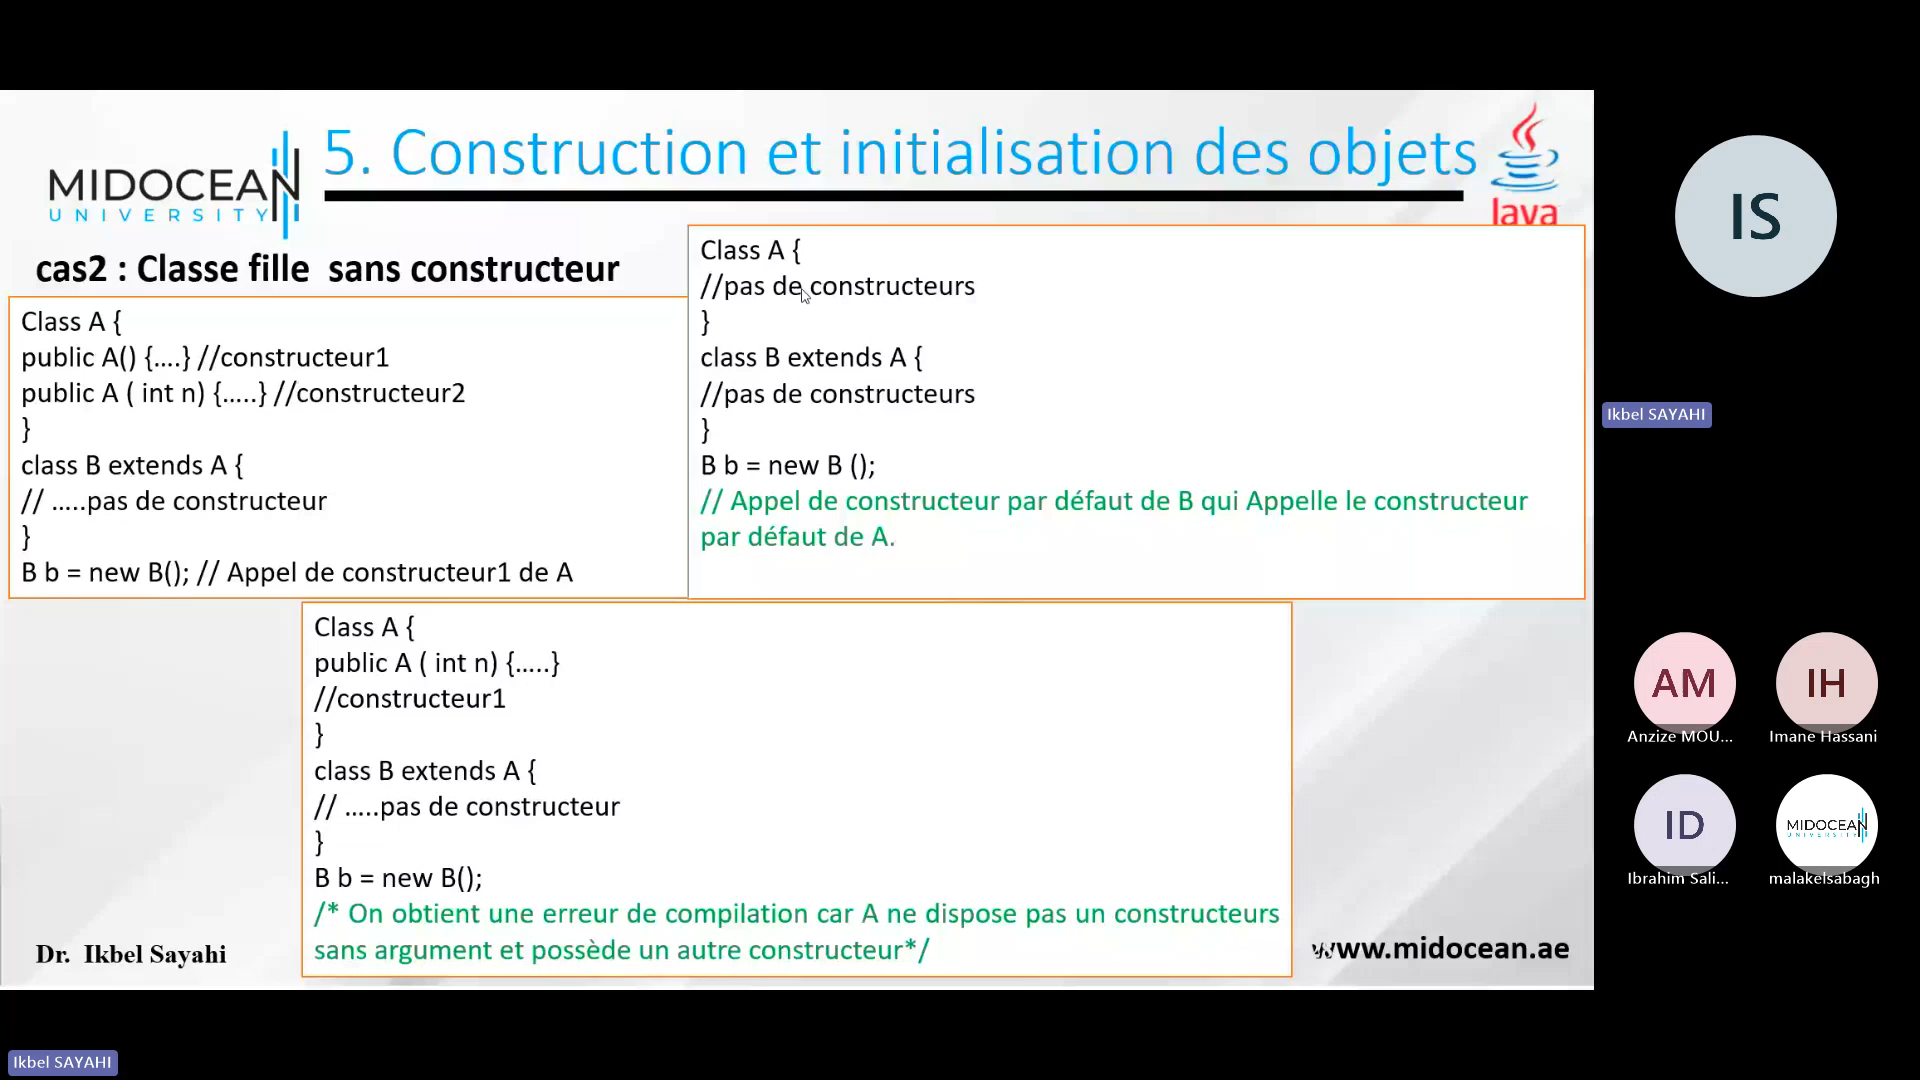 MIDOCEAN
UNIVERSITY
5. Construction et initialisation des objets
Java
cas2 : Classe fille  sans constructeur
Class A {
public A() {....} //constructeur1
public A ( int n) {.....} //constructeur2
}
class B extends A {
// .....pas de constructeur
}
B b = new B(); // Appel de constructeur1 de A
Class A {
//pas de constructeurs
}
class B extends A {
//pas de constructeurs
}
B b = new B ();
// Appel de constructeur par défaut de B qui Appelle le constructeur
par défaut de A.
Class A {
public A ( int n) {.....}
//constructeur1
}
class B extends A {
// .....pas de constructeur
}
B b = new B();
/* On obtient une erreur de compilation car A ne dispose pas un constructeurs
sans argument et possède un autre constructeur*/
Dr.  Ikbel Sayahi
www.midocean.ae
IS
Ikbel SAYAHI
AM
Anzize MOU...
IH
Imane Hassani
ID
Ibrahim Sali...
MIDOCEAN
UNIVERSITY
malakelsabagh
Ikbel SAYAHI